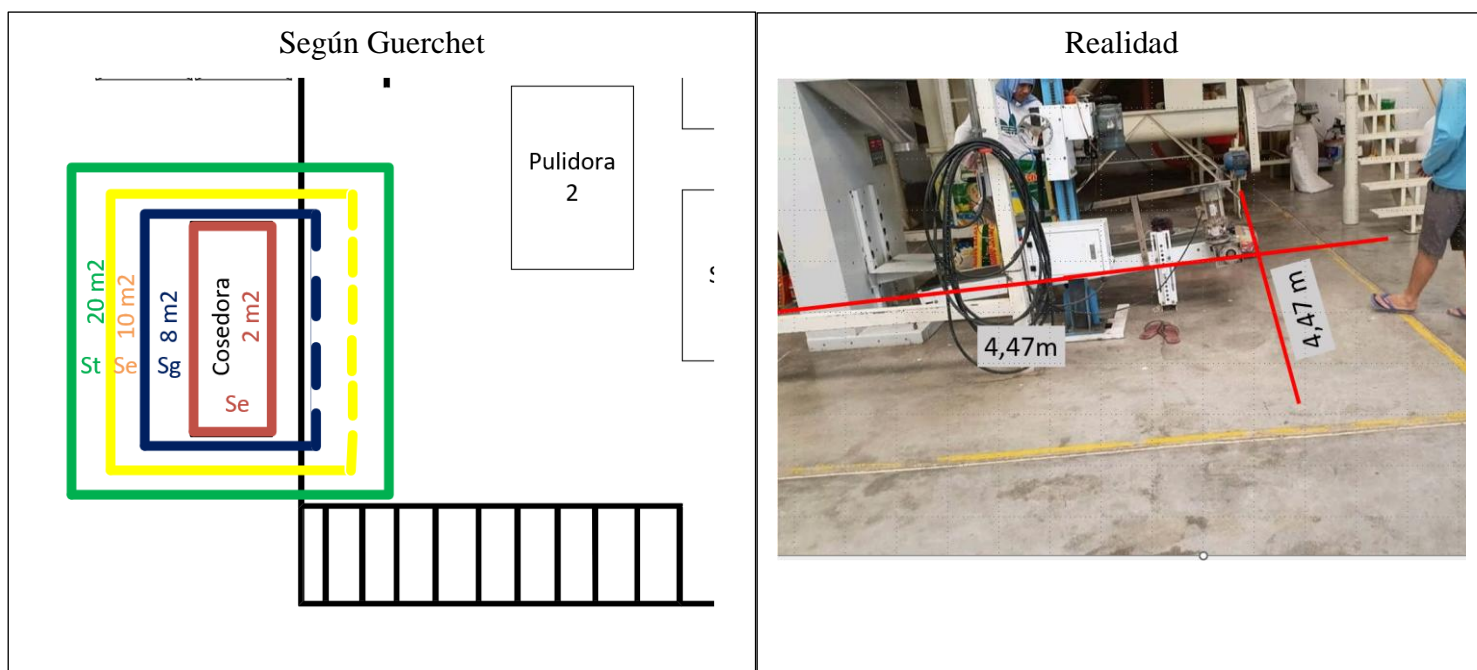 Según Guerchet
Realidad
Pulidora
2
20 m2
St
10 m2
Se
8 m2
Sg
Cosedora
2 m2
Se
4,47m
4,47 m